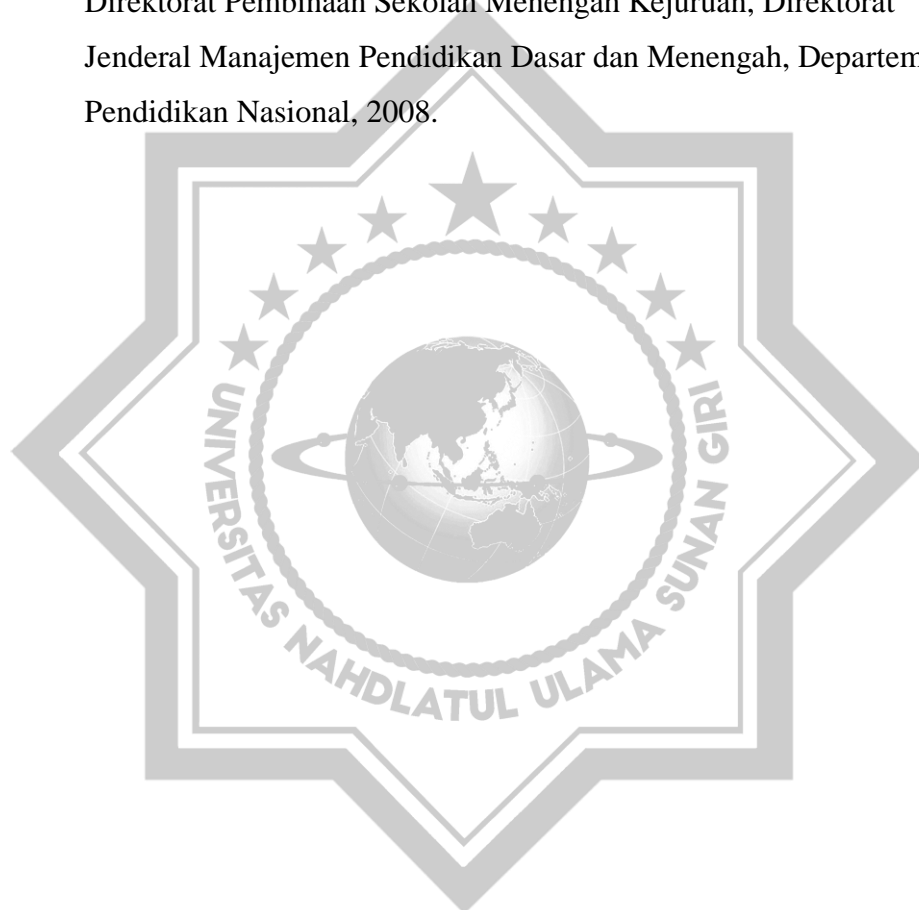 Direktorat Pembinaan Sekolah Menengah Kejuruan, Direktorat
Jenderal Manajemen Pendidikan Dasar dan Menengah, Departem
Pendidikan Nasional, 2008.
UNIVERSITAS NAHDLATUL ULAMA SUNAN GIRI